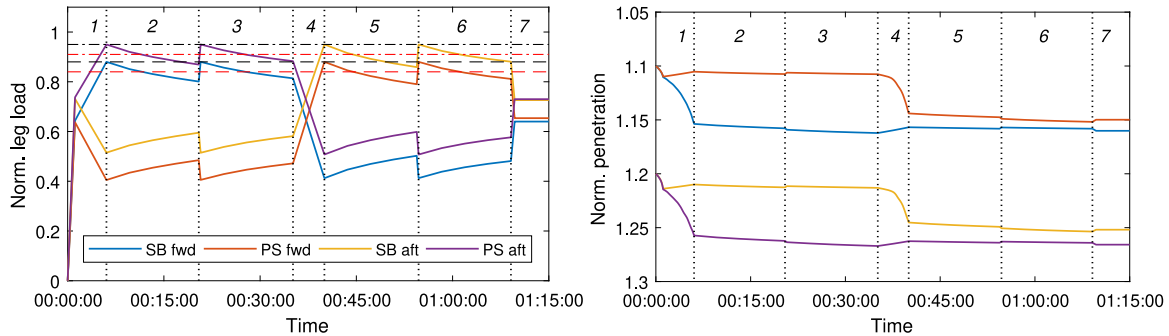 1 2 3 4 5 6 7
1
0.8
0.6
0.4
0.2
0
Norm. leg load
SB fwd PS fwd SB aft PS aft
00:00:00 00:15:00 00:30:00 00:45:00 01:00:00 01:15:00
Time
1.05
1.1
1.15
1.2
1.25
1.3
Norm. penetration
1 2 3 4 5 6 7
00:00:00 00:15:00 00:30:00 00:45:00 01:00:00 01:15:00
Time